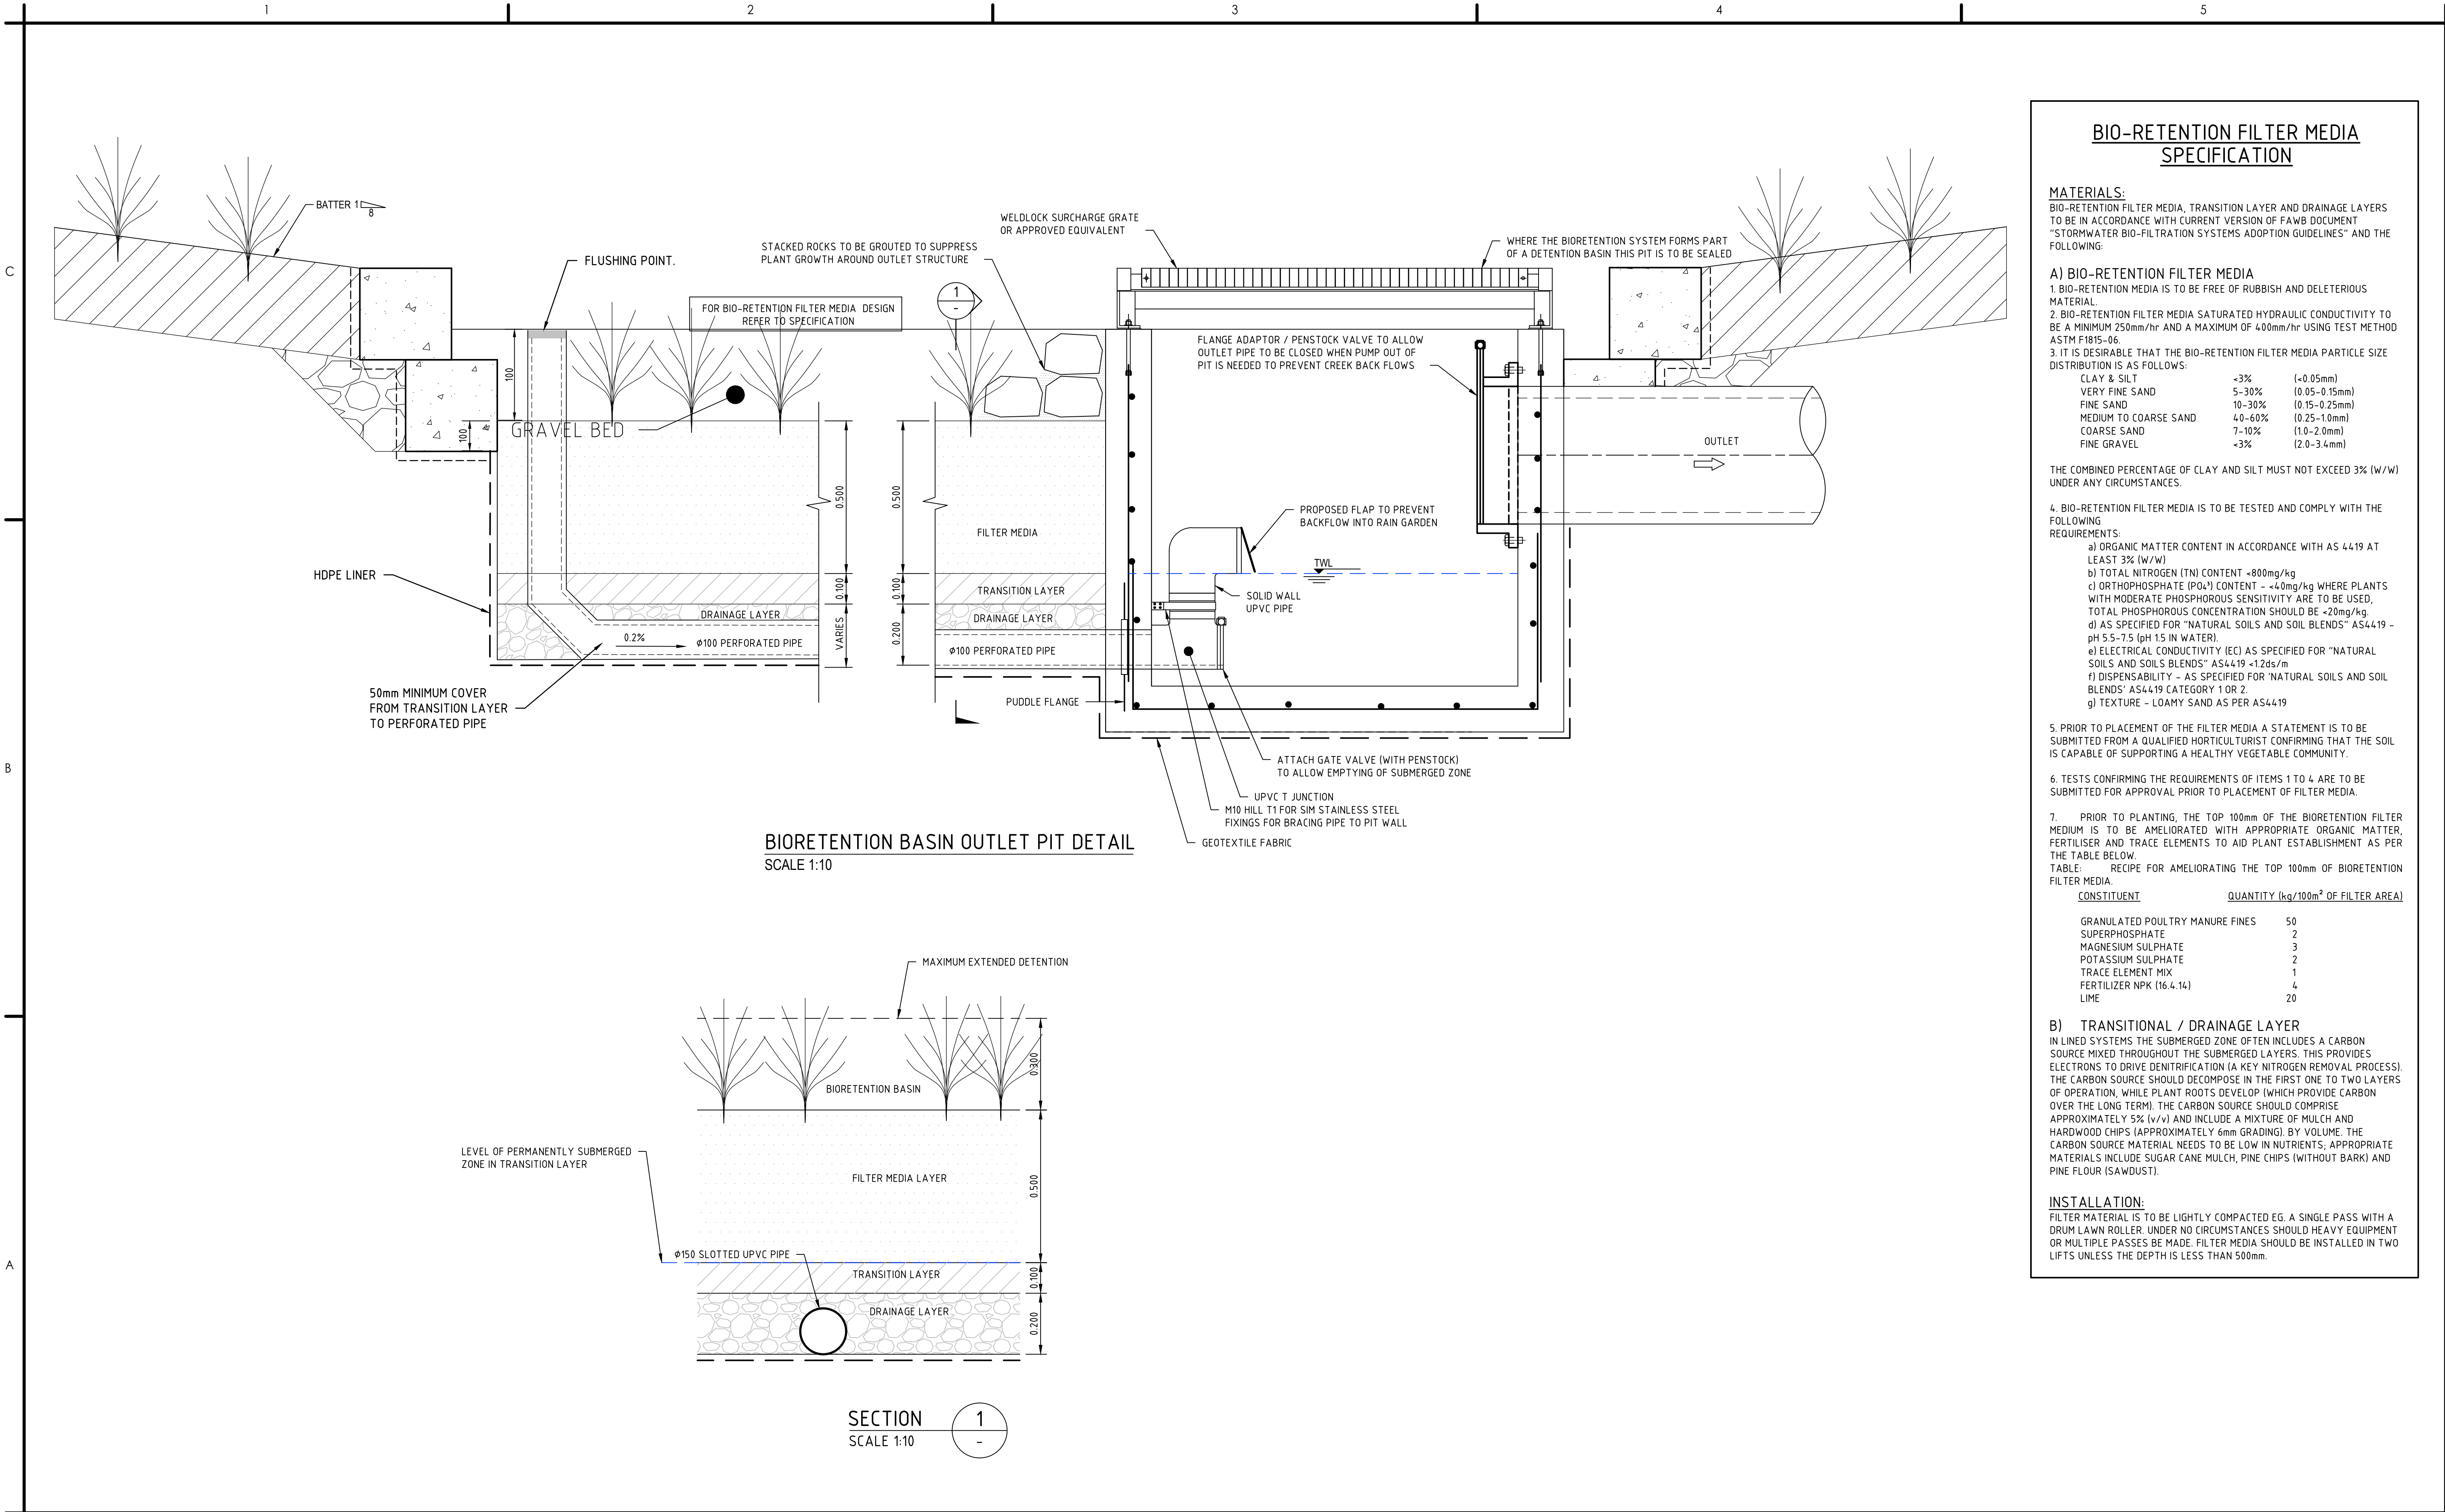 1
2
3
4
5
C
B
A
BATTER 1
8
FLUSHING POINT.
STACKED ROCKS TO BE GROUTED TO SUPPRESS
PLANT GROWTH AROUND OUTLET STRUCTURE
WELDLOCK SURCHARGE GRATE
OR APPROVED EQUIVALENT
WHERE THE BIORETENTION SYSTEM FORMS PART
OF A DETENTION BASIN THIS PIT IS TO BE SEALED
FOR BIO-RETENTION FILTER MEDIA DESIGN
REFER TO SPECIFICATION
1
-
FLANGE ADAPTOR / PENSTOCK VALVE TO ALLOW
OUTLET PIPE TO BE CLOSED WHEN PUMP OUT OF
PIT IS NEEDED TO PREVENT CREEK BACK FLOWS
100
100
GRAVEL BED
OUTLET
0.500
0.500
FILTER MEDIA
PROPOSED FLAP TO PREVENT
BACKFLOW INTO RAIN GARDEN
TWL
HDPE LINER
0.100
0.100
TRANSITION LAYER
SOLID WALL
UPVC PIPE
DRAINAGE LAYER
DRAINAGE LAYER
VARIES
0.200
0.2%
Ø100 PERFORATED PIPE
Ø100 PERFORATED PIPE
50mm MINIMUM COVER
FROM TRANSITION LAYER
TO PERFORATED PIPE
PUDDLE FLANGE
ATTACH GATE VALVE (WITH PENSTOCK)
TO ALLOW EMPTYING OF SUBMERGED ZONE
UPVC T JUNCTION
M10 HILL T1 FOR SIM STAINLESS STEEL
FIXINGS FOR BRACING PIPE TO PIT WALL
GEOTEXTILE FABRIC
BIORETENTION BASIN OUTLET PIT DETAIL
SCALE 1:10
MAXIMUM EXTENDED DETENTION
0.300
BIORETENTION BASIN
LEVEL OF PERMANENTLY SUBMERGED
ZONE IN TRANSITION LAYER
FILTER MEDIA LAYER
0.500
Ø150 SLOTTED UPVC PIPE
TRANSITION LAYER
0.100
DRAINAGE LAYER
0.200
SECTION
SCALE 1:10
1
-
BIO-RETENTION FILTER MEDIA
SPECIFICATION
MATERIALS:
BIO-RETENTION FILTER MEDIA, TRANSITION LAYER AND DRAINAGE LAYERS
TO BE IN ACCORDANCE WITH CURRENT VERSION OF FAWB DOCUMENT
"STORMWATER BIO-FILTRATION SYSTEMS ADOPTION GUIDELINES" AND THE
FOLLOWING:
A) BIO-RETENTION FILTER MEDIA
1. BIO-RETENTION MEDIA IS TO BE FREE OF RUBBISH AND DELETERIOUS
MATERIAL.
2. BIO-RETENTION FILTER MEDIA SATURATED HYDRAULIC CONDUCTIVITY TO
BE A MINIMUM 250mm/hr AND A MAXIMUM OF 400mm/hr USING TEST METHOD
ASTM F1815-06.
3. IT IS DESIRABLE THAT THE BIO-RETENTION FILTER MEDIA PARTICLE SIZE
DISTRIBUTION IS AS FOLLOWS:
CLAY & SILT <3% (<0.05mm)
VERY FINE SAND 5-30% (0.05-0.15mm)
FINE SAND 10-30% (0.15-0.25mm)
MEDIUM TO COARSE SAND 40-60% (0.25-1.0mm)
COARSE SAND 7-10% (1.0-2.0mm)
FINE GRAVEL <3% (2.0-3.4mm)
THE COMBINED PERCENTAGE OF CLAY AND SILT MUST NOT EXCEED 3% (W/W)
UNDER ANY CIRCUMSTANCES.
4. BIO-RETENTION FILTER MEDIA IS TO BE TESTED AND COMPLY WITH THE
FOLLOWING
REQUIREMENTS:
a) ORGANIC MATTER CONTENT IN ACCORDANCE WITH AS 4419 AT
LEAST 3% (W/W)
b) TOTAL NITROGEN (TN) CONTENT <800mg/kg
c) ORTHOPHOSPHATE (PO4³) CONTENT - <40mg/kg WHERE PLANTS
WITH MODERATE PHOSPHOROUS SENSITIVITY ARE TO BE USED,
TOTAL PHOSPHOROUS CONCENTRATION SHOULD BE <20mg/kg.
d) AS SPECIFIED FOR "NATURAL SOILS AND SOIL BLENDS" AS4419 -
pH 5.5-7.5 (pH 1.5 IN WATER).
e) ELECTRICAL CONDUCTIVITY (EC) AS SPECIFIED FOR "NATURAL
SOILS AND SOILS BLENDS" AS4419 <1.2ds/m
f) DISPENSABILITY - AS SPECIFIED FOR 'NATURAL SOILS AND SOIL
BLENDS' AS4419 CATEGORY 1 OR 2.
g) TEXTURE - LOAMY SAND AS PER AS4419
5. PRIOR TO PLACEMENT OF THE FILTER MEDIA A STATEMENT IS TO BE
SUBMITTED FROM A QUALIFIED HORTICULTURIST CONFIRMING THAT THE SOIL
IS CAPABLE OF SUPPORTING A HEALTHY VEGETABLE COMMUNITY.
6. TESTS CONFIRMING THE REQUIREMENTS OF ITEMS 1 TO 4 ARE TO BE
SUBMITTED FOR APPROVAL PRIOR TO PLACEMENT OF FILTER MEDIA.
7. PRIOR TO PLANTING, THE TOP 100mm OF THE BIORETENTION FILTER
MEDIUM IS TO BE AMELIORATED WITH APPROPRIATE ORGANIC MATTER,
FERTILISER AND TRACE ELEMENTS TO AID PLANT ESTABLISHMENT AS PER
THE TABLE BELOW.
TABLE: RECIPE FOR AMELIORATING THE TOP 100mm OF BIORETENTION
FILTER MEDIA.
CONSTITUENT QUANTITY (kg/100m² OF FILTER AREA)
GRANULATED POULTRY MANURE FINES 50
SUPERPHOSPHATE 2
MAGNESIUM SULPHATE 3
POTASSIUM SULPHATE 2
TRACE ELEMENT MIX 1
FERTILIZER NPK (16.4.14) 4
LIME 20
B) TRANSITIONAL / DRAINAGE LAYER
IN LINED SYSTEMS THE SUBMERGED ZONE OFTEN INCLUDES A CARBON
SOURCE MIXED THROUGHOUT THE SUBMERGED LAYERS. THIS PROVIDES
ELECTRONS TO DRIVE DENITRIFICATION (A KEY NITROGEN REMOVAL PROCESS).
THE CARBON SOURCE SHOULD DECOMPOSE IN THE FIRST ONE TO TWO LAYERS
OF OPERATION, WHILE PLANT ROOTS DEVELOP (WHICH PROVIDE CARBON
OVER THE LONG TERM). THE CARBON SOURCE SHOULD COMPRISE
APPROXIMATELY 5% (v/v) AND INCLUDE A MIXTURE OF MULCH AND
HARDWOOD CHIPS (APPROXIMATELY 6mm GRADING). BY VOLUME. THE
CARBON SOURCE MATERIAL NEEDS TO BE LOW IN NUTRIENTS; APPROPRIATE
MATERIALS INCLUDE SUGAR CANE MULCH, PINE CHIPS (WITHOUT BARK) AND
PINE FLOUR (SAWDUST).
INSTALLATION:
FILTER MATERIAL IS TO BE LIGHTLY COMPACTED EG. A SINGLE PASS WITH A
DRUM LAWN ROLLER. UNDER NO CIRCUMSTANCES SHOULD HEAVY EQUIPMENT
OR MULTIPLE PASSES BE MADE. FILTER MEDIA SHOULD BE INSTALLED IN TWO
LIFTS UNLESS THE DEPTH IS LESS THAN 500mm.